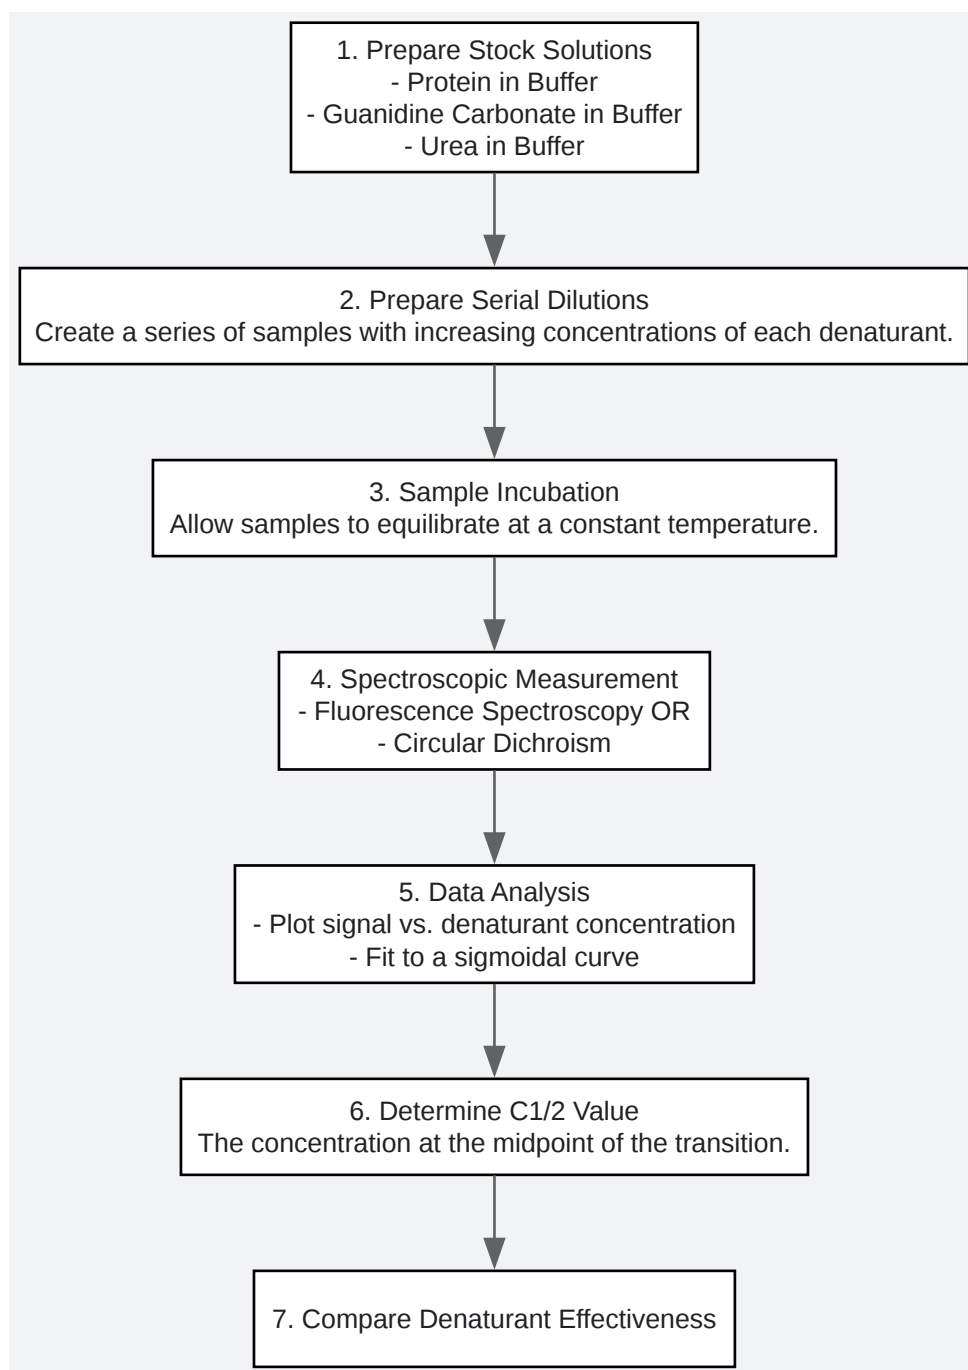 1. Prepare Stock Solutions
- Protein in Buffer
- Guanidine Carbonate in Buffer
- Urea in Buffer
2. Prepare Serial Dilutions
Create a series of samples with increasing concentrations of each denaturant.
3. Sample Incubation
Allow samples to equilibrate at a constant temperature.
4. Spectroscopic Measurement
- Fluorescence Spectroscopy OR
- Circular Dichroism
5. Data Analysis
- Plot signal vs. denaturant concentration
- Fit to a sigmoidal curve
6. Determine C1/2 Value
The concentration at the midpoint of the transition.
7. Compare Denaturant Effectiveness